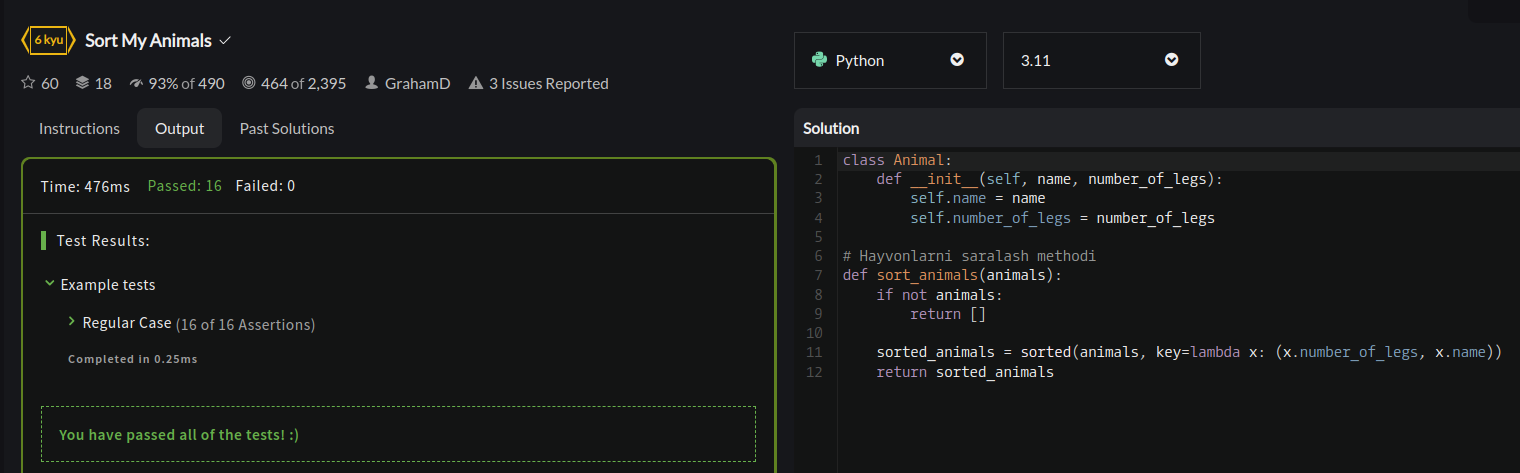 6 kyu Sort My Animals
60 18 93% of 490 464 of 2,395 GrahamD 3 Issues Reported
Instructions Output Past Solutions
Time: 476ms Passed: 16 Failed: 0
Test Results:
Example tests
Regular Case (16 of 16 Assertions)
Completed in 0.25ms
You have passed all of the tests! :)
Python 3.11
Solution
1 class Animal:
2     def __init__(self, name, number_of_legs):
3         self.name = name
4         self.number_of_legs = number_of_legs
5
6 # Hayvonlarni saralash methodi
7 def sort_animals(animals):
8     if not animals:
9         return []
10
11     sorted_animals = sorted(animals, key=lambda x: (x.number_of_legs, x.name))
12     return sorted_animals